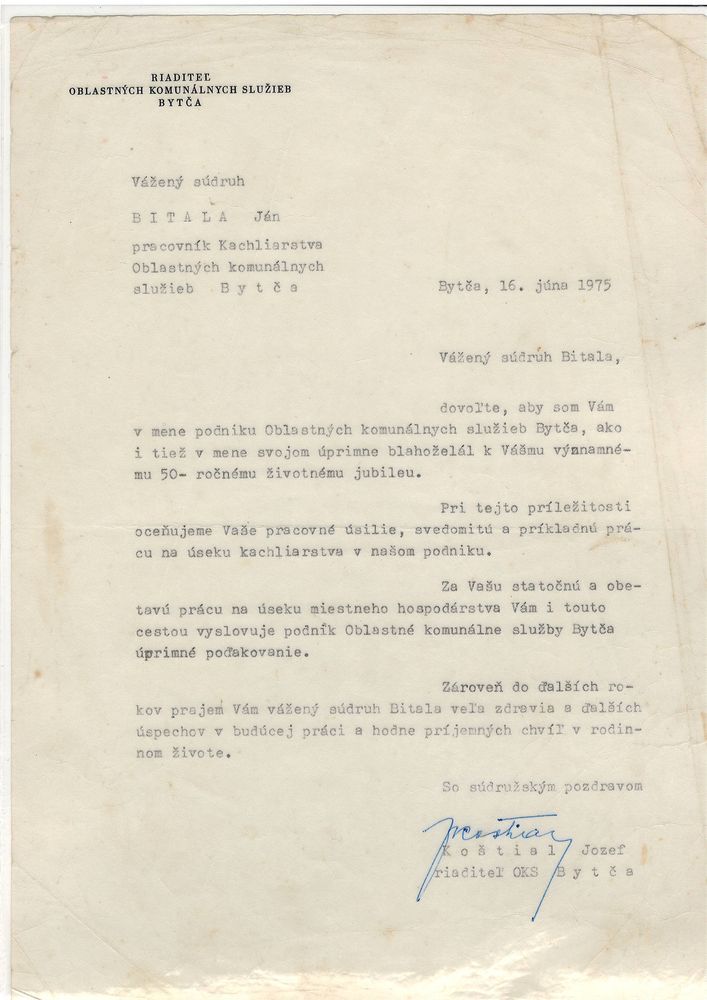 RIADITEĽ
OBLASTNÝCH KOMUNÁLNYCH SLUŽIEB
BYTČA
Vážený súdruh
B I T A L A Ján
pracovník Kachliarstva
Oblastných komunálnych
služieb B y t č a
Bytča, 16. júna 1975
Vážený súdruh Bitala,
dovoľte, aby som Vám
v mene podniku Oblastných komunálnych služieb Bytča, ako
i tiež v mene svojom úprimne blahoželál k Vášmu významné-
mu 50- ročnému životnému jubileu.
Pri tejto príležitosti
oceňujeme Vaše pracovné úsilie, svedomitú a príkladnú prá-
cu na úseku kachliarstva v našom podniku.
Za Vašu statočnú a obe-
tavú prácu na úseku miestneho hospodárstva Vám i touto
cestou vyslovuje podnik Oblastné komunálne služby Bytča
úprimné poďakovanie.
Zároveň do ďalších ro-
kov prajem Vám vážený súdruh Bitala veľa zdravia a ďalších
úspechov v budúcej práci a hodne príjemných chvíľ v rodin-
nom živote.
So súdružským pozdravom
K o š t i a l Jozef
riaditeľ OKS B y t č a